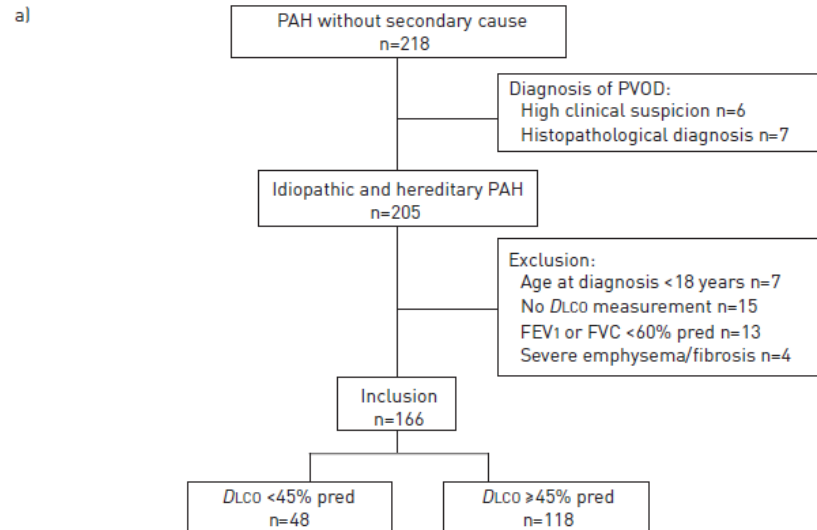 a)
PAH without secondary cause
n=218
Diagnosis of PVOD:
High clinical suspicion n=6
Histopathological diagnosis n=7
Idiopathic and hereditary PAH
n=205
Exclusion:
Age at diagnosis <18 years n=7
No DLCO measurement n=15
FEV1 or FVC <60% pred n=13
Severe emphysema/fibrosis n=4
Inclusion
n=166
DLCO <45% pred
n=48
DLCO ⩾45% pred
n=118